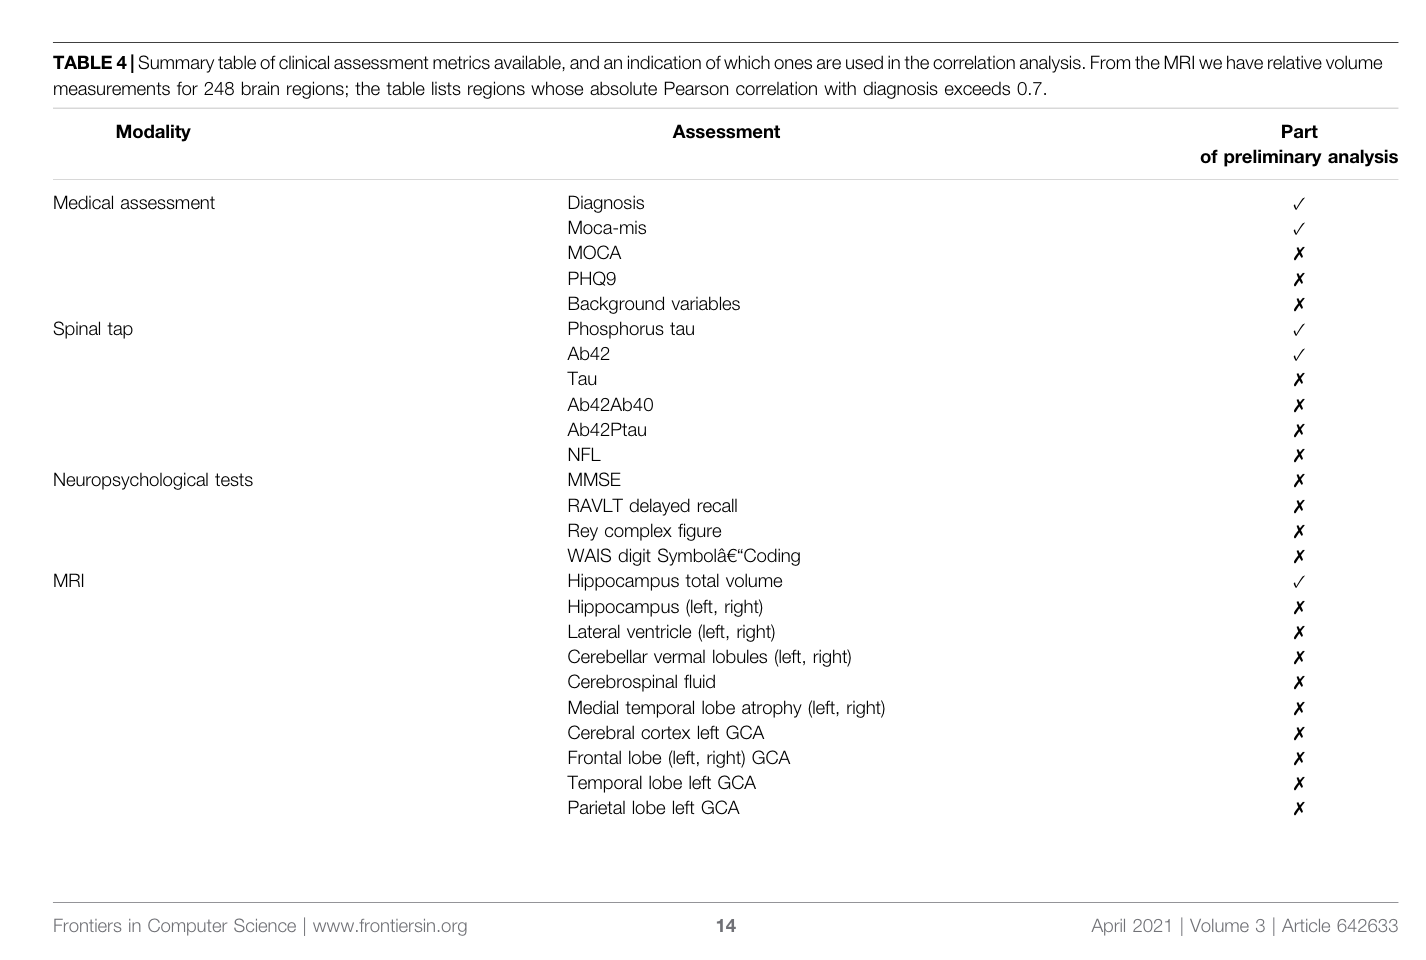 TABLE 4 | Summary table of clinical assessment metrics available, and an indication of which ones are used in the correlation analysis. From the MRI we have relative volume
measurements for 248 brain regions; the table lists regions whose absolute Pearson correlation with diagnosis exceeds 0.7.
Modality Assessment Part
of preliminary analysis
Medical assessment Diagnosis ✓
Moca-mis ✓
MOCA ✗
PHQ9 ✗
Background variables ✗
Spinal tap Phosphorus tau ✓
Ab42 ✓
Tau ✗
Ab42Ab40 ✗
Ab42Ptau ✗
NFL ✗
Neuropsychological tests MMSE ✗
RAVLT delayed recall ✗
Rey complex figure ✗
WAIS digit Symbolâ€“Coding ✗
MRI Hippocampus total volume ✓
Hippocampus (left, right) ✗
Lateral ventricle (left, right) ✗
Cerebellar vermal lobules (left, right) ✗
Cerebrospinal fluid ✗
Medial temporal lobe atrophy (left, right) ✗
Cerebral cortex left GCA ✗
Frontal lobe (left, right) GCA ✗
Temporal lobe left GCA ✗
Parietal lobe left GCA ✗
Frontiers in Computer Science | www.frontiersin.org 14 April 2021 | Volume 3 | Article 642633